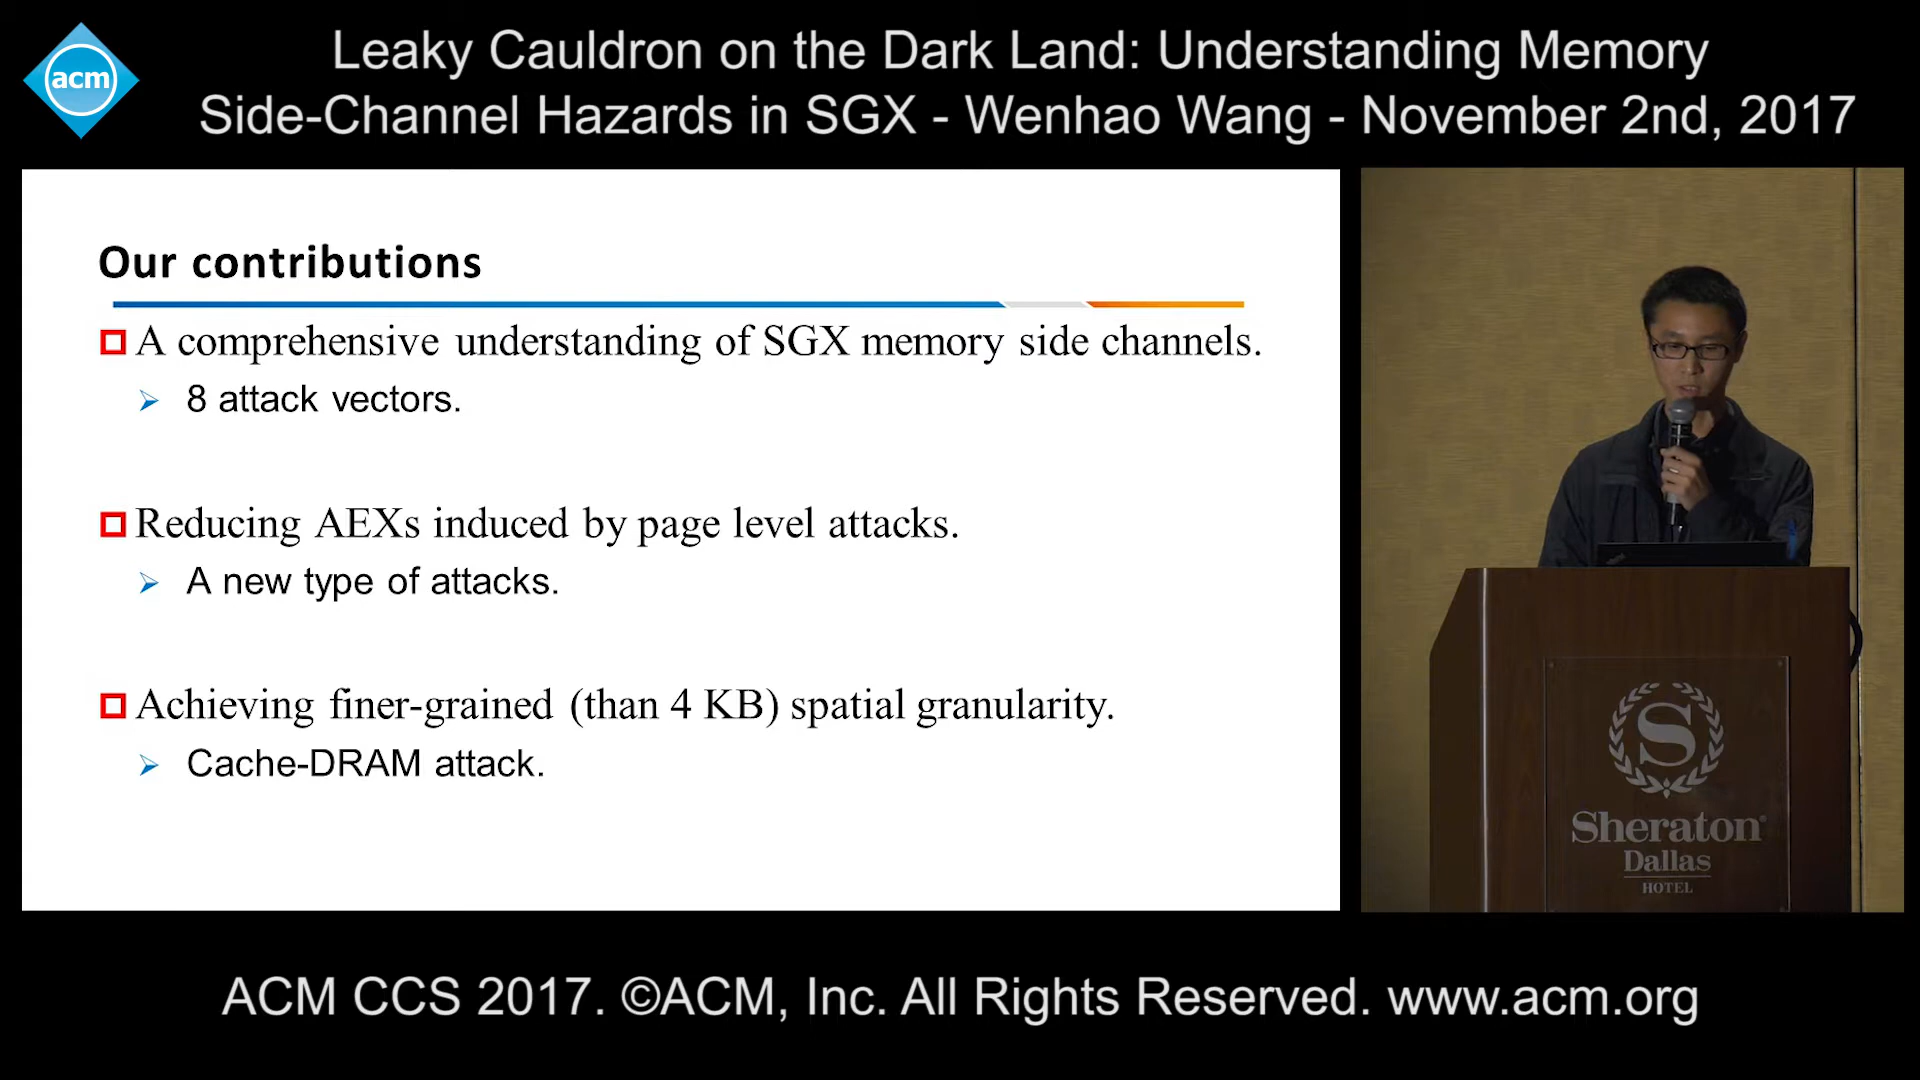 acm
Leaky Cauldron on the Dark Land: Understanding Memory
Side-Channel Hazards in SGX - Wenhao Wang - November 2nd, 2017
Our contributions
A comprehensive understanding of SGX memory side channels.
8 attack vectors.
Reducing AEXs induced by page level attacks.
A new type of attacks.
Achieving finer-grained (than 4 KB) spatial granularity.
Cache-DRAM attack.
S
Sheraton
Dallas
HOTEL
ACM CCS 2017. ©ACM, Inc. All Rights Reserved. www.acm.org